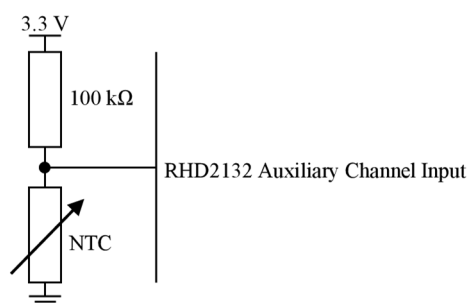 3.3 V
100 kΩ
RHD2132 Auxiliary Channel Input
NTC